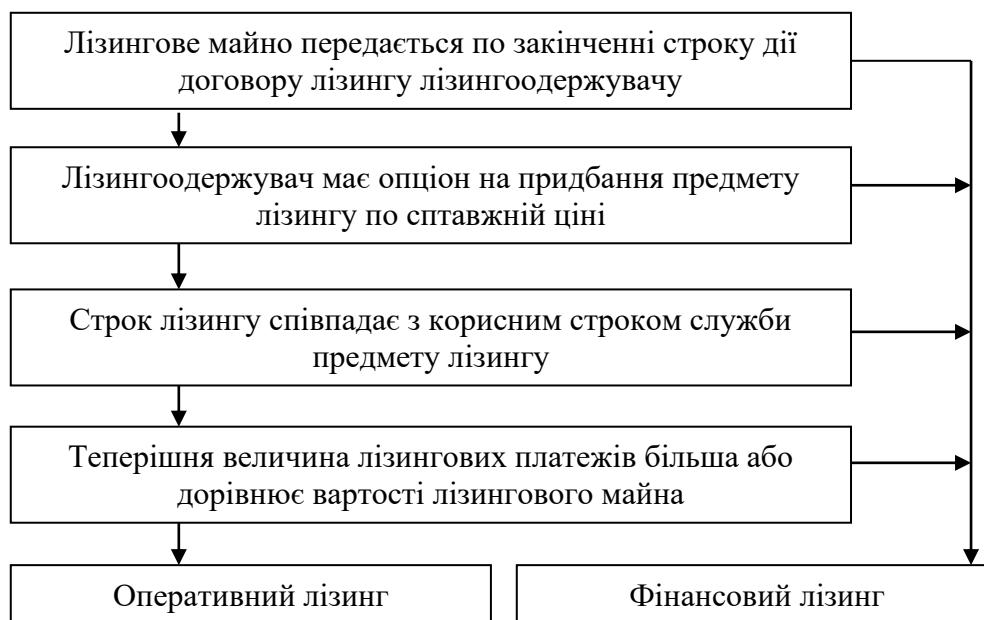 Лізингове майно передається по закінченні строку дії
договору лізингу лізингоодержувачу
Лізингоодержувач має опціон на придбання предмету
лізингу по сптавжній ціні
Строк лізингу співпадає з корисним строком служби
предмету лізингу
Теперішня величина лізингових платежів більша або
дорівнює вартості лізингового майна
Оперативний лізинг
Фінансовий лізинг